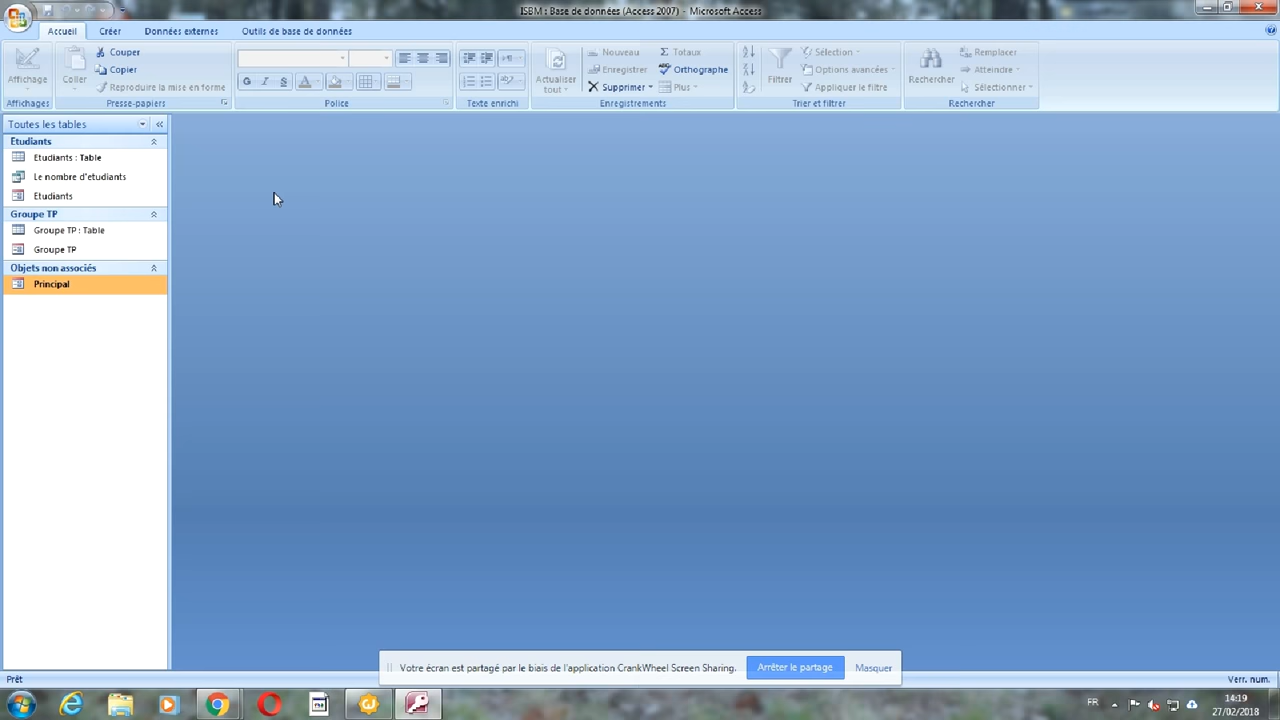 ISBM : Base de données (Access 2007) - Microsoft Access
Accueil Créer Données externes Outils de base de données
Affichage
Affichages
Coller
Couper
Copier
Reproduire la mise en forme
Presse-papiers
G I S A
Police
Texte enrichi
Actualiser tout
Nouveau
Enregistrer
Supprimer
Totaux
Orthographe
Plus
Enregistrements
Filtrer
Sélection
Options avancées
Appliquer le filtre
Trier et filtrer
Rechercher
Remplacer
Atteindre
Sélectionner
Rechercher
Toutes les tables
Etudiants
Etudiants : Table
Le nombre d'etudiants
Etudiants
Groupe TP
Groupe TP : Table
Groupe TP
Objets non associés
Principal
Votre écran est partagé par le biais de l'application CrankWheel Screen Sharing.
Arrêter le partage
Masquer
Prêt
Verr. num.
FR
14:19
27/02/2018